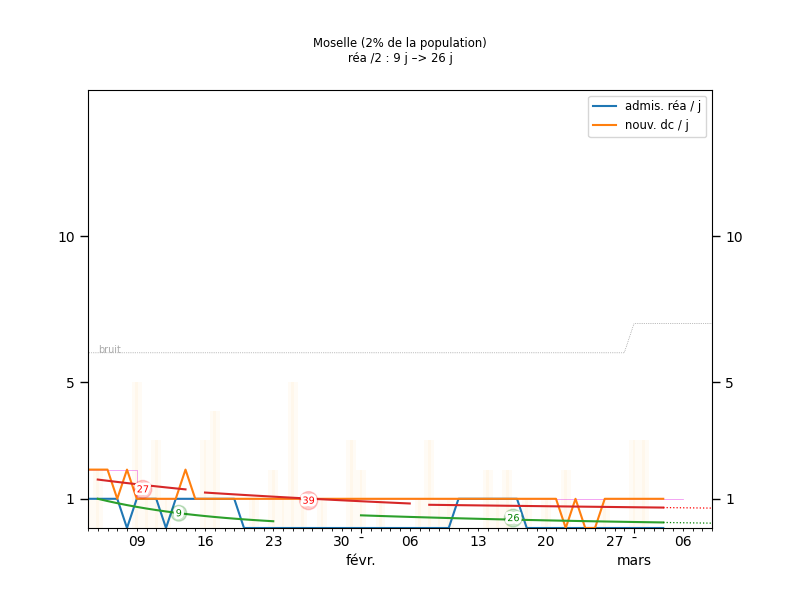 Moselle (2% de la population)
réa /2 : 9 j –> 26 j
admis. réa / j
nouv. dc / j
10 10
bruit
5 5
27
39
9
26
1 1
09 16 23 30 - 06 13 20 27 - 06
févr. mars